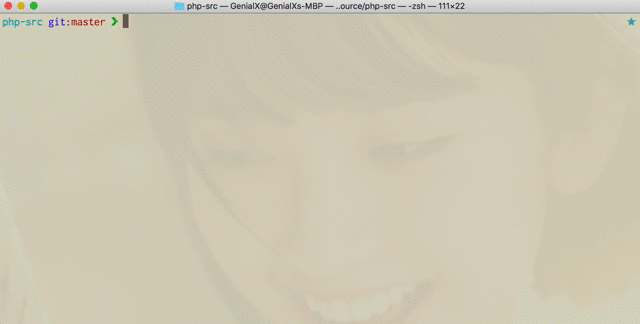 php-src — GenialX@GenialXs-MBP — ..ource/php-src — -zsh — 111×22
php-src git:master ❯